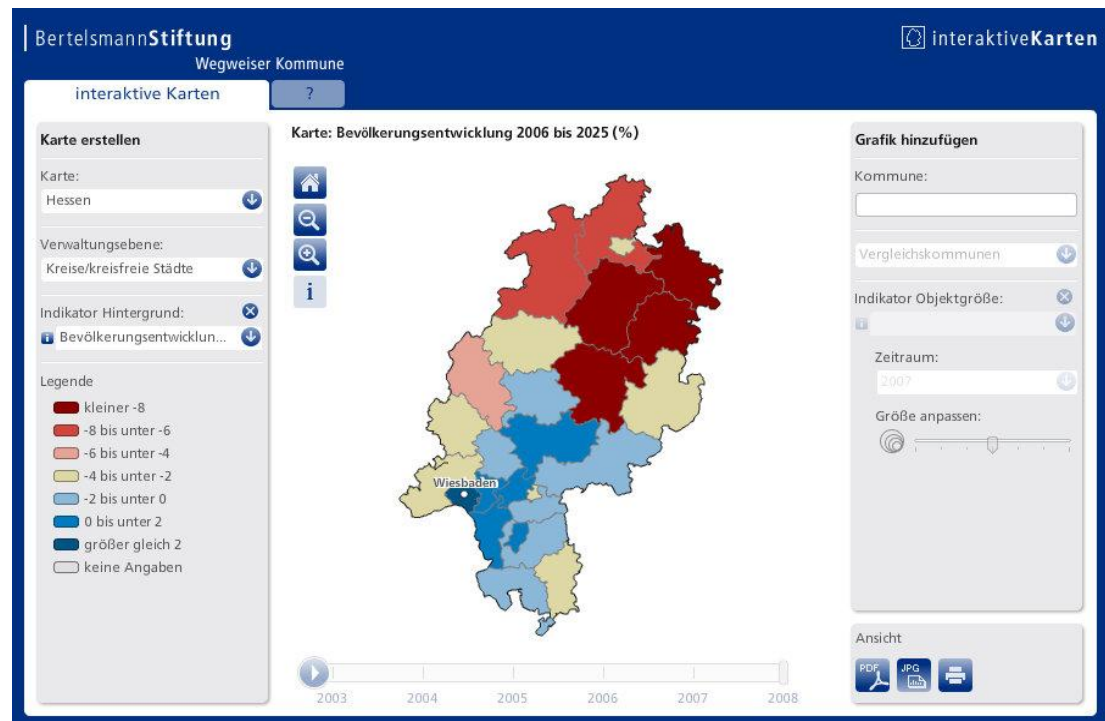 BertelsmannStiftung
Wegweiser Kommune
interaktiveKarten
interaktive Karten
?
Karte erstellen
Karte:
Hessen
Verwaltungsebene:
Kreise/kreisfreie Städte
Indikator Hintergrund:
i Bevölkerungsentwicklun...
Legende
kleiner -8
-8 bis unter -6
-6 bis unter -4
-4 bis unter -2
-2 bis unter 0
0 bis unter 2
größer gleich 2
keine Angaben
Karte: Bevölkerungsentwicklung 2006 bis 2025 (%)
i
Wiesbaden
2003 2004 2005 2006 2007 2008
Grafik hinzufügen
Kommune:
Vergleichskommunen
Indikator Objektgröße:
i
Zeitraum:
2007
Größe anpassen:
Ansicht
PDF JPG